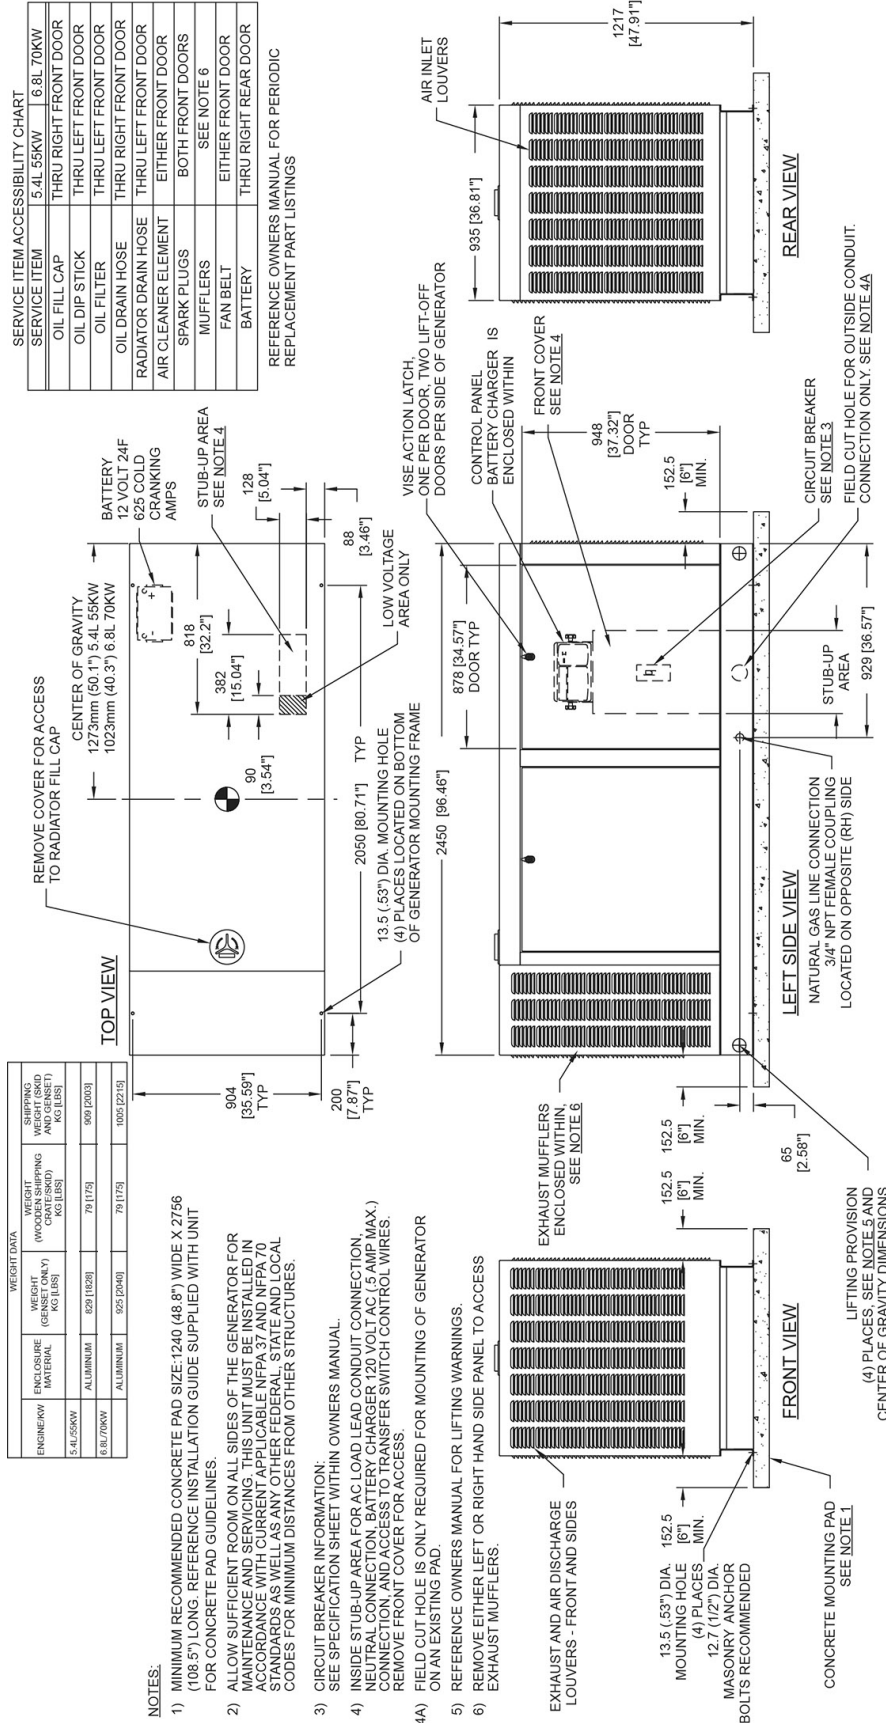 SERVICE ITEM ACCESSIBILITY CHART
SERVICE ITEM 5.4L 55KW 6.8L 70KW
OIL FILL CAP THRU RIGHT FRONT DOOR
OIL DIP STICK THRU LEFT FRONT DOOR
OIL FILTER THRU LEFT FRONT DOOR
OIL DRAIN HOSE THRU RIGHT FRONT DOOR
RADIATOR DRAIN HOSE THRU LEFT FRONT DOOR
AIR CLEANER ELEMENT EITHER FRONT DOOR
SPARK PLUGS BOTH FRONT DOORS
MUFFLERS SEE NOTE 6
FAN BELT EITHER FRONT DOOR
BATTERY THRU RIGHT REAR DOOR
REFERENCE OWNERS MANUAL FOR PERIODIC
REPLACEMENT PART LISTINGS
WEIGHT DATA
ENGINE/KW
ENCLOSURE
MATERIAL
WEIGHT
(GENSET ONLY)
KG [LBS]
WEIGHT
(WOODEN SHIPPING
CRATE/SKID)
KG [LBS]
SHIPPING
WEIGHT (SKID
AND GENSET)
KG [LBS]
5.4L/55KW
ALUMINUM 829 [1828] 79 [175] 909 [2003]
6.8L/70KW
ALUMINUM 925 [2040] 79 [175] 1005 [2215]
TOP VIEW
REMOVE COVER FOR ACCESS
TO RADIATOR FILL CAP
CENTER OF GRAVITY
1273mm (50.1") 5.4L 55KW
1023mm (40.3") 6.8L 70KW
BATTERY
12 VOLT 24F
625 COLD
CRANKING
AMPS
STUB-UP AREA
SEE NOTE 4
818
[32.2"]
382
[15.04"]
90
[3.54"]
128
[5.04"]
88
[3.46"]
LOW VOLTAGE
AREA ONLY
2050 [80.71"] TYP
13.5 (.53") DIA. MOUNTING HOLE
(4) PLACES LOCATED ON BOTTOM
OF GENERATOR MOUNTING FRAME
904
[35.59"]
TYP
200
[7.87"]
TYP
NOTES:
1) MINIMUM RECOMMENDED CONCRETE PAD SIZE:1240 (48.8") WIDE X 2756
(108.5") LONG. REFERENCE INSTALLATION GUIDE SUPPLIED WITH UNIT
FOR CONCRETE PAD GUIDELINES.
2) ALLOW SUFFICIENT ROOM ON ALL SIDES OF THE GENERATOR FOR
MAINTENANCE AND SERVICING. THIS UNIT MUST BE INSTALLED IN
ACCORDANCE WITH CURRENT APPLICABLE NFPA 37 AND NFPA 70
STANDARDS AS WELL AS ANY OTHER FEDERAL, STATE AND LOCAL
CODES FOR MINIMUM DISTANCES FROM OTHER STRUCTURES.
3) CIRCUIT BREAKER INFORMATION:
SEE SPECIFICATION SHEET WITHIN OWNERS MANUAL.
4) INSIDE STUB-UP AREA FOR AC LOAD LEAD CONDUIT CONNECTION,
NEUTRAL CONNECTION, BATTERY CHARGER 120 VOLT AC (.5 AMP MAX.)
CONNECTION, AND ACCESS TO TRANSFER SWITCH CONTROL WIRES.
REMOVE FRONT COVER FOR ACCESS.
4A) FIELD CUT HOLE IS ONLY REQUIRED FOR MOUNTING OF GENERATOR
ON AN EXISTING PAD.
5) REFERENCE OWNERS MANUAL FOR LIFTING WARNINGS.
6) REMOVE EITHER LEFT OR RIGHT HAND SIDE PANEL TO ACCESS
EXHAUST MUFFLERS.
VISE ACTION LATCH,
ONE PER DOOR, TWO LIFT-OFF
DOORS PER SIDE OF GENERATOR
CONTROL PANEL
BATTERY CHARGER IS
ENCLOSED WITHIN
FRONT COVER
SEE NOTE 4
2450 [96.46"]
878 [34.57"]
DOOR TYP
948
[37.32"]
DOOR
TYP
152.5
[6"]
MIN.
CIRCUIT BREAKER
SEE NOTE 3
FIELD CUT HOLE FOR OUTSIDE CONDUIT.
CONNECTION ONLY. SEE NOTE 4A
STUB-UP
AREA
929 [36.57"]
LEFT SIDE VIEW
NATURAL GAS LINE CONNECTION
3/4" NPT FEMALE COUPLING
LOCATED ON OPPOSITE (RH) SIDE
EXHAUST MUFFLERS
ENCLOSED WITHIN,
SEE NOTE 6
152.5
[6"]
MIN.
65
[2.58"]
LIFTING PROVISION
(4) PLACES, SEE NOTE 5 AND
CENTER OF GRAVITY DIMENSIONS
AIR INLET
LOUVERS
935 [36.81"]
1217
[47.91"]
REAR VIEW
152.5
[6"]
MIN.
FRONT VIEW
EXHAUST AND AIR DISCHARGE
LOUVERS - FRONT AND SIDES
152.5
[6"]
MIN.
13.5 (.53") DIA.
MOUNTING HOLE
(4) PLACES
12.7 (1/2") DIA.
MASONRY ANCHOR
BOLTS RECOMMENDED
CONCRETE MOUNTING PAD
SEE NOTE 1